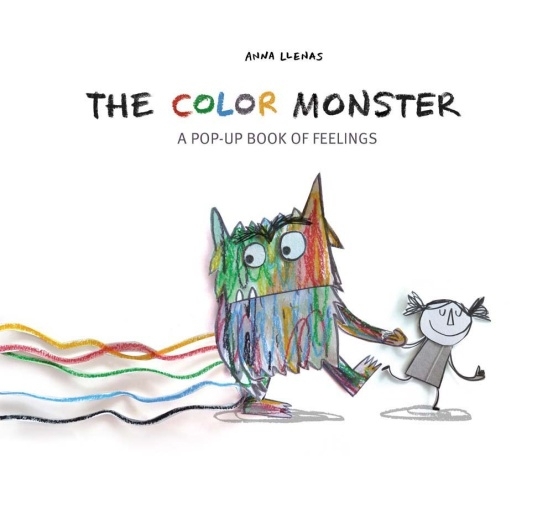 ANNA LLENAS
THE COLOR MONSTER
A POP-UP BOOK OF FEELINGS